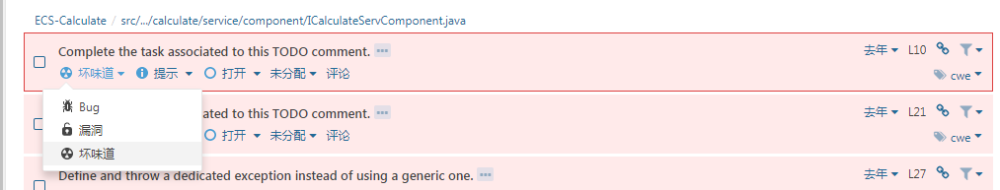 ECS-Calculate / src/.../calculate/service/component/ICalculateServComponent.java
Complete the task associated to this TODO comment. 去年 L10
坏味道 提示 打开 未分配 评论 cwe
Bug
ated to this TODO comment. 去年 L21
漏洞
打开 未分配 评论 cwe
坏味道
Define and throw a dedicated exception instead of using a generic one. 去年 L27